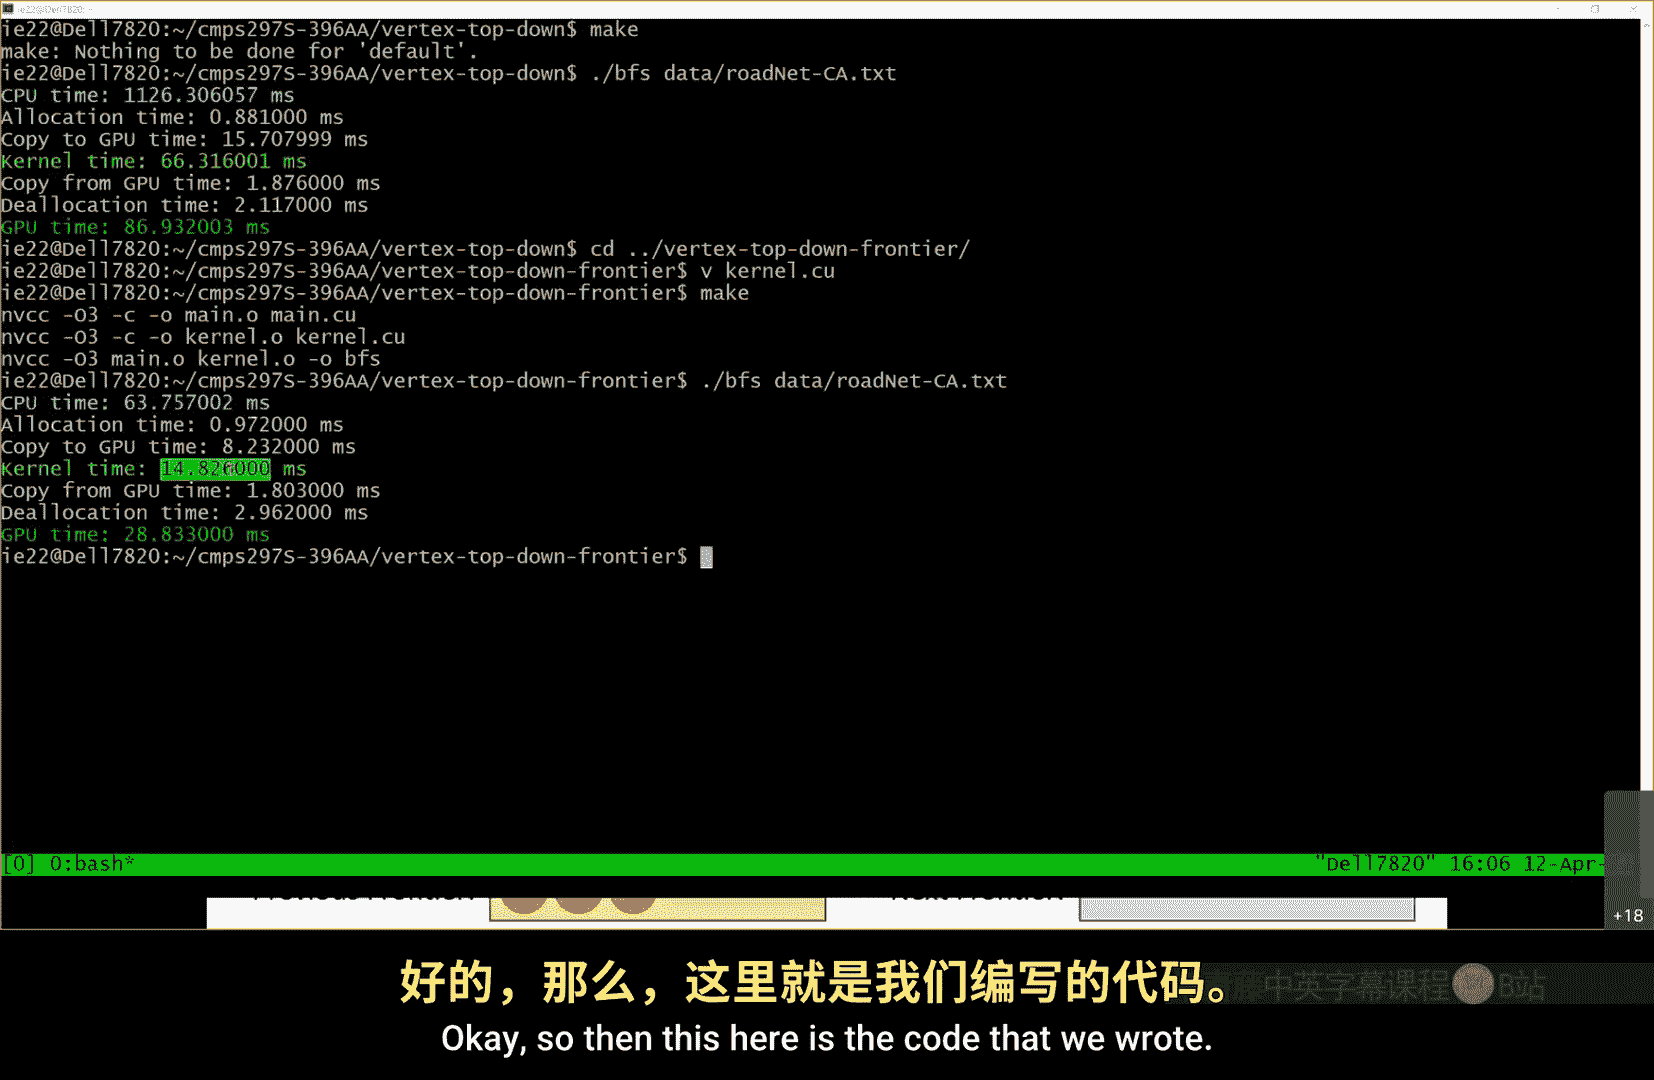 ie22@Dell7820: ~
ie22@Dell7820:~/cmps297S-396AA/vertex-top-down$ make
make: Nothing to be done for 'default'.
ie22@Dell7820:~/cmps297S-396AA/vertex-top-down$ ./bfs data/roadNet-CA.txt
CPU time: 1126.306057 ms
Allocation time: 0.881000 ms
Copy to GPU time: 15.707999 ms
Kernel time: 66.316001 ms
Copy from GPU time: 1.876000 ms
Deallocation time: 2.117000 ms
GPU time: 86.932003 ms
ie22@Dell7820:~/cmps297S-396AA/vertex-top-down$ cd ../vertex-top-down-frontier/
ie22@Dell7820:~/cmps297S-396AA/vertex-top-down-frontier$ v kernel.cu
ie22@Dell7820:~/cmps297S-396AA/vertex-top-down-frontier$ make
nvcc -O3 -c -o main.o main.cu
nvcc -O3 -c -o kernel.o kernel.cu
nvcc -O3 main.o kernel.o -o bfs
ie22@Dell7820:~/cmps297S-396AA/vertex-top-down-frontier$ ./bfs data/roadNet-CA.txt
CPU time: 63.757002 ms
Allocation time: 0.972000 ms
Copy to GPU time: 8.232000 ms
Kernel time: 14.826000 ms
Copy from GPU time: 1.803000 ms
Deallocation time: 2.962000 ms
GPU time: 28.833000 ms
ie22@Dell7820:~/cmps297S-396AA/vertex-top-down-frontier$
[0] 0:bash* "Dell7820" 16:06 12-Apr-
+18
好的，那么，这里就是我们编写的代码。
中英字幕课程 B站
Okay, so then this here is the code that we wrote.